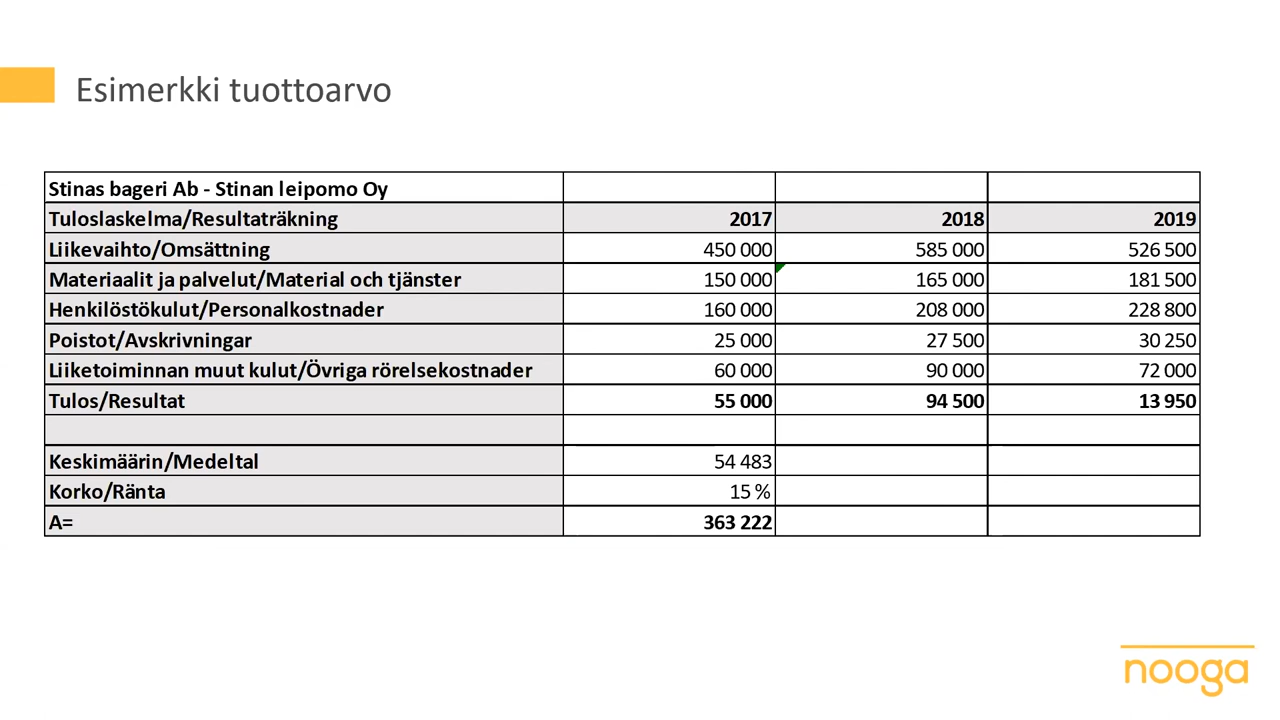 Esimerkki tuottoarvo
Stinas bageri Ab - Stinan leipomo Oy
Tuloslaskelma/Resultaträkning 2017 2018 2019
Liikevaihto/Omsättning 450 000 585 000 526 500
Materiaalit ja palvelut/Material och tjänster 150 000 165 000 181 500
Henkilöstökulut/Personalkostnader 160 000 208 000 228 800
Poistot/Avskrivningar 25 000 27 500 30 250
Liiketoiminnan muut kulut/Övriga rörelsekostnader 60 000 90 000 72 000
Tulos/Resultat 55 000 94 500 13 950
Keskimäärin/Medeltal 54 483
Korko/Ränta 15 %
A= 363 222
nooga